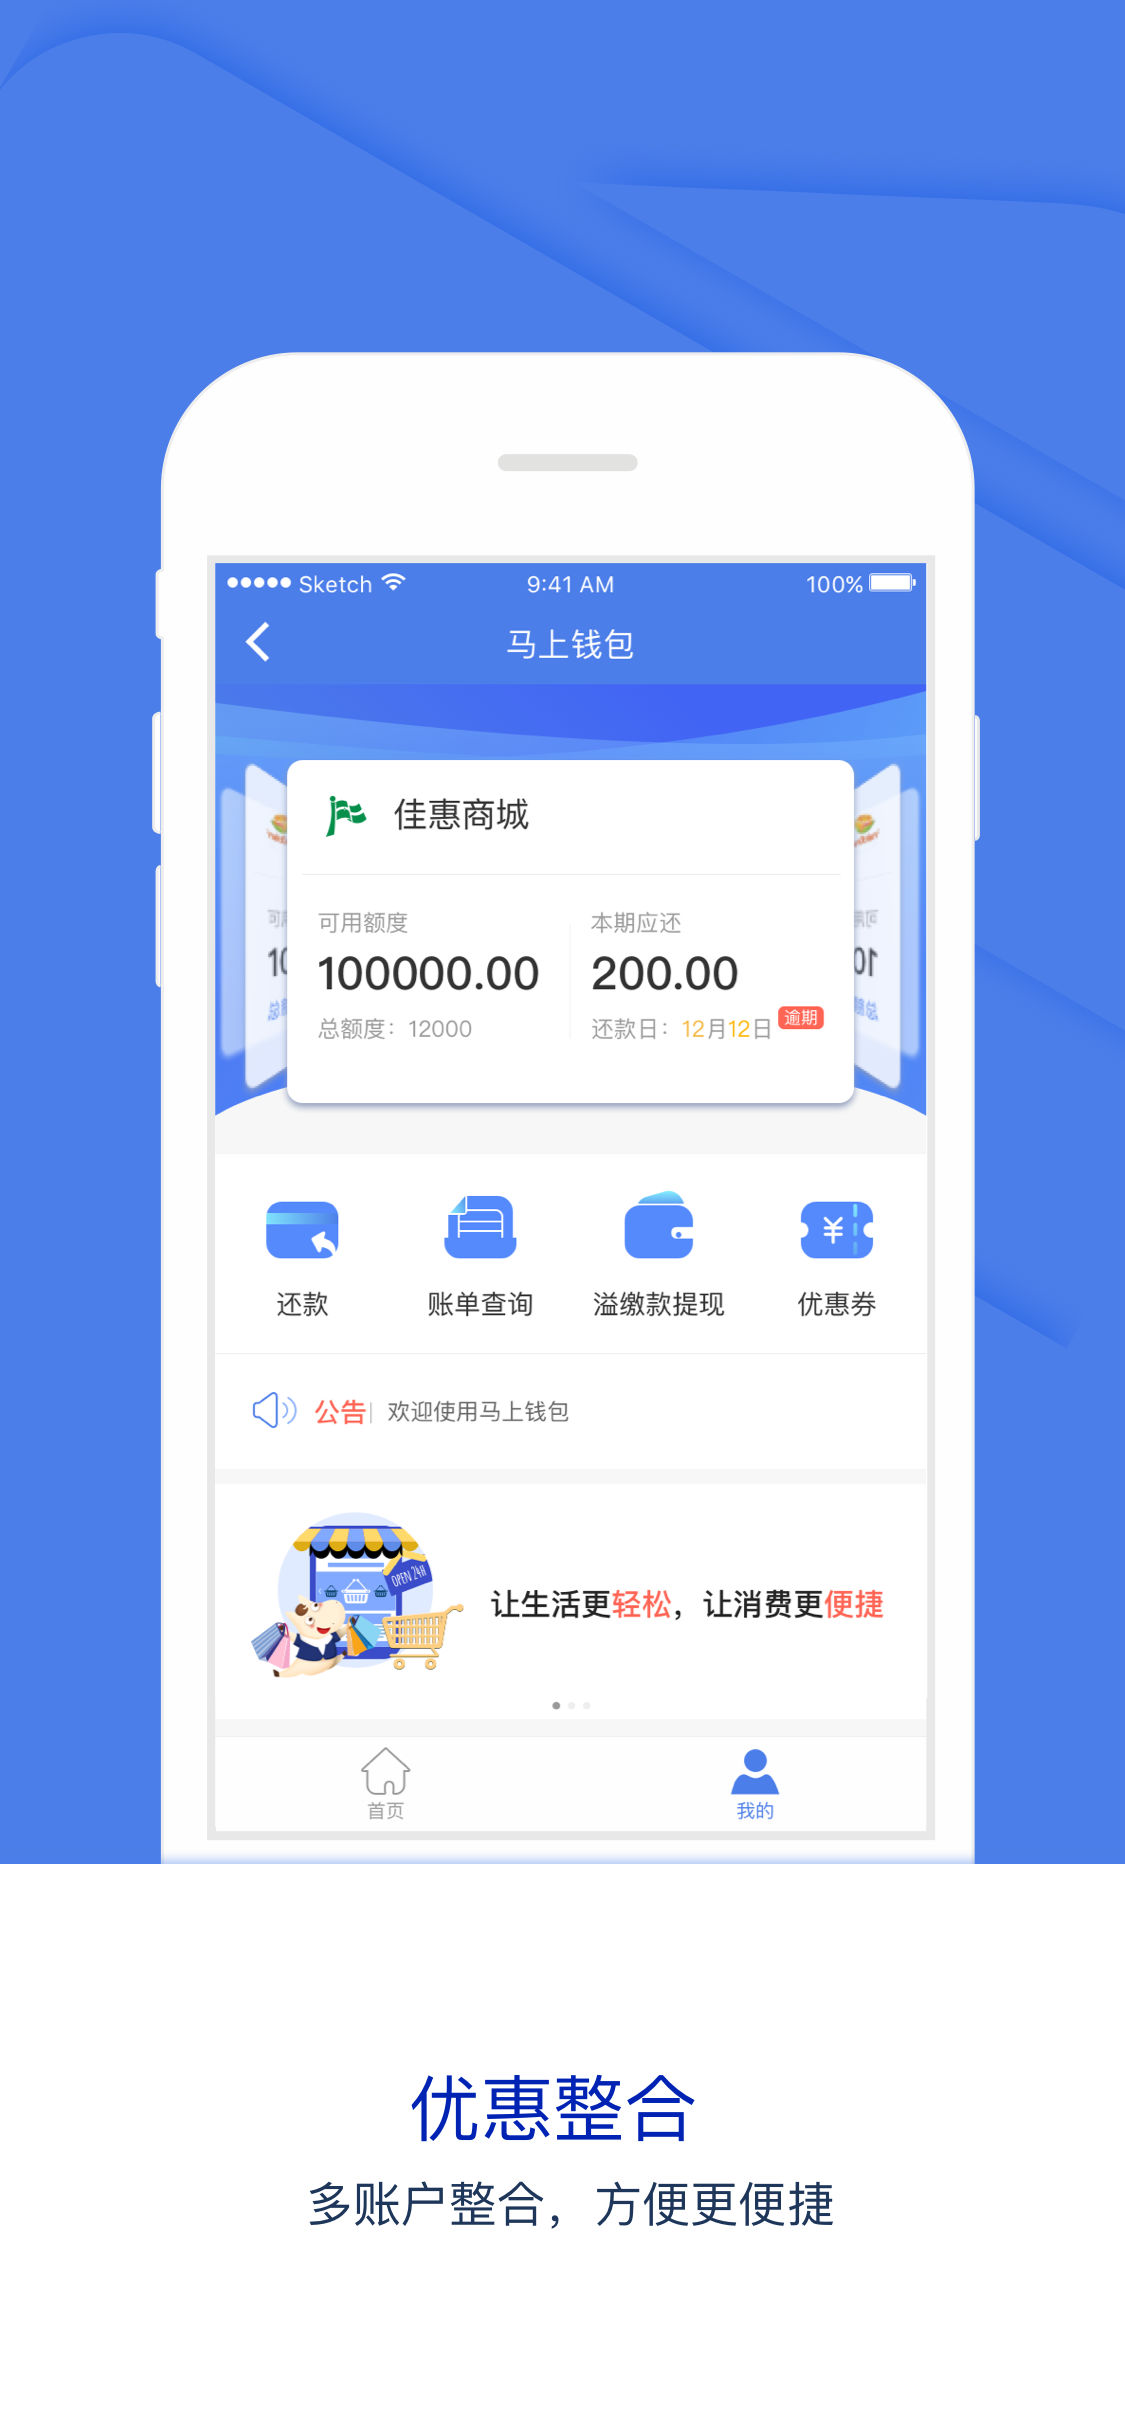 Sketch 9:41 AM 100%
马上钱包
佳惠商城
可用额度 本期应还
100000.00 200.00
总额度：12000 还款日：12月12日 逾期
还款 账单查询 溢缴款提现 优惠券
公告 欢迎使用马上钱包
OPEN 24H
让生活更轻松，让消费更便捷
首页 我的
优惠整合
多账户整合，方便更便捷